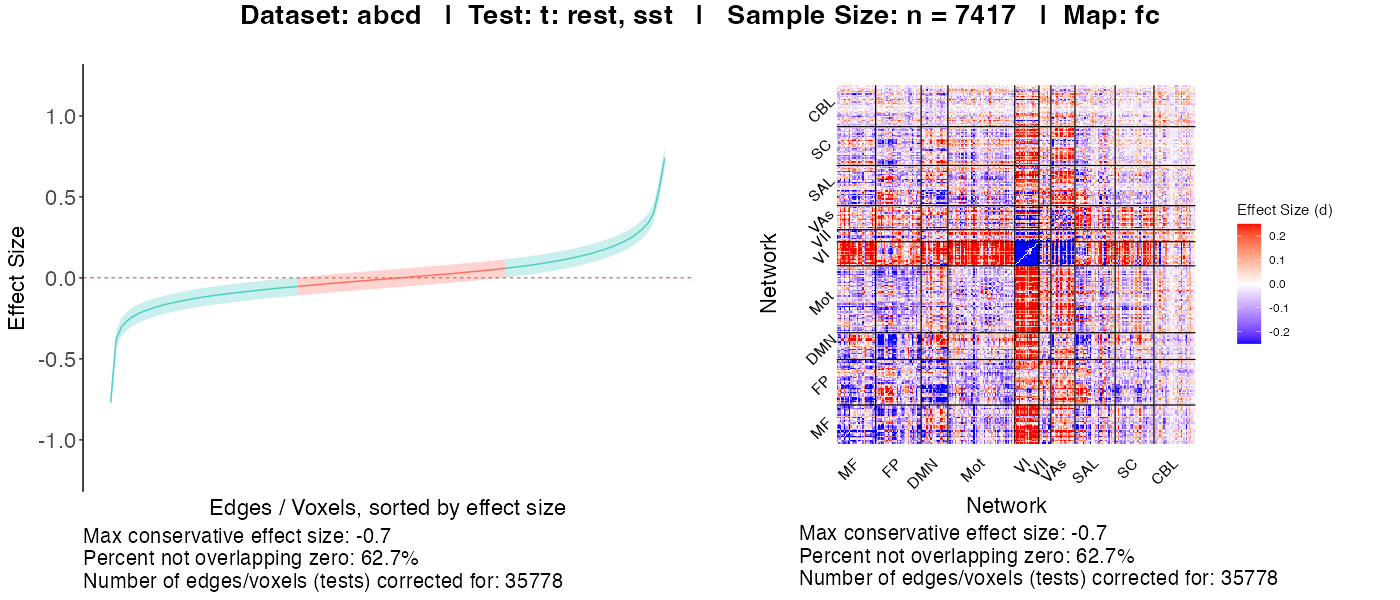 Dataset: abcd | Test: t: rest, sst | Sample Size: n = 7417 | Map: fc
Effect Size
1.0
0.5
0.0
-0.5
-1.0
Edges / Voxels, sorted by effect size
Max conservative effect size: -0.7
Percent not overlapping zero: 62.7%
Number of edges/voxels (tests) corrected for: 35778
Network
CBL
SC
SAL
VAs
VII
VI
Mot
DMN
FP
MF
MF FP DMN Mot VI VII VAs SAL SC CBL
Network
Effect Size (d)
0.2
0.1
0.0
-0.1
-0.2
Max conservative effect size: -0.7
Percent not overlapping zero: 62.7%
Number of edges/voxels (tests) corrected for: 35778